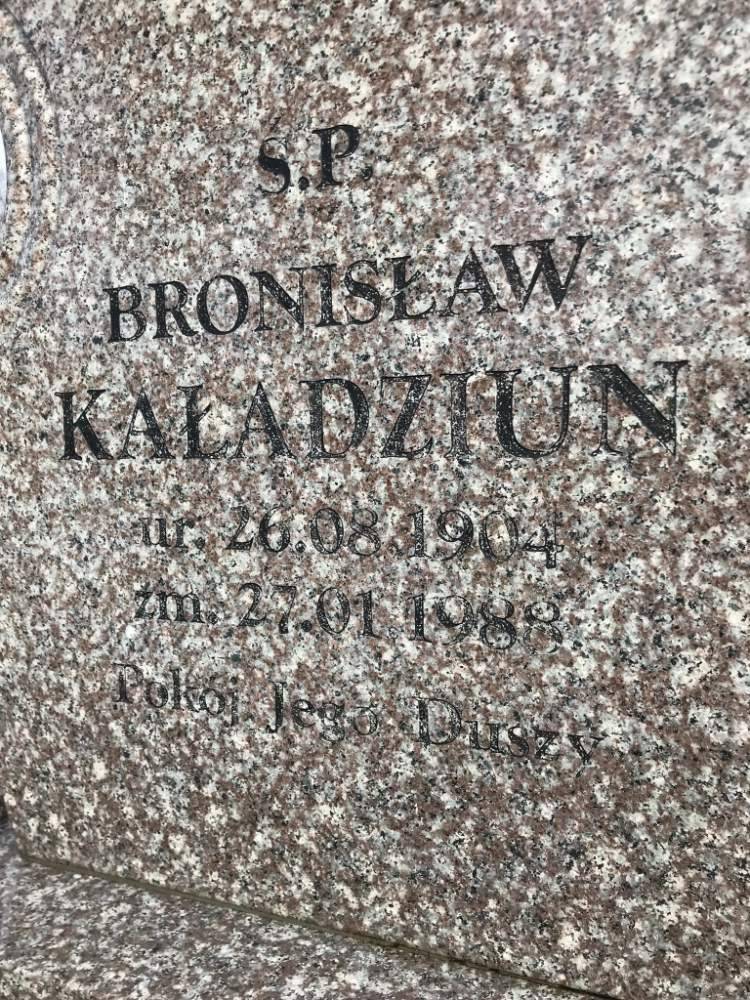 Ś.P.
BRONISŁAW
KAŁADZIUN
ur. 26.08.1904
zm. 27.01.1988
Pokój Jego Duszy